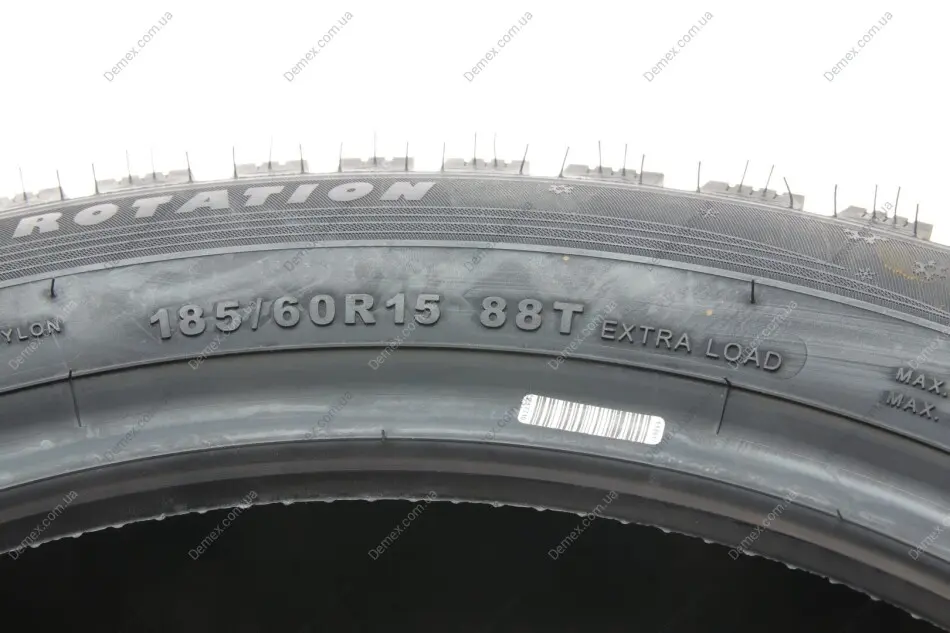 ROTATION
YLON
185/60R15 88T EXTRA LOAD
MAX.
MAX.
Demex.com.ua